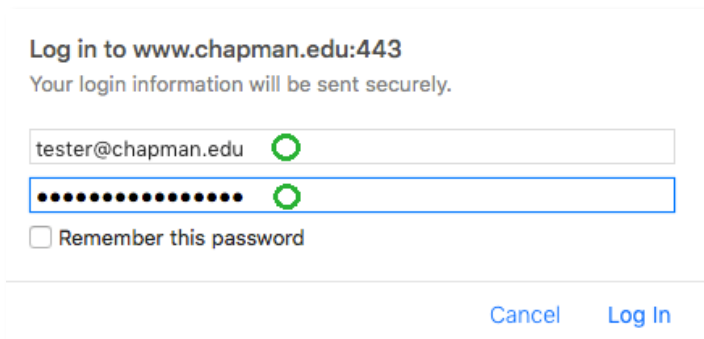 Log in to www.chapman.edu:443
Your login information will be sent securely.
tester@chapman.edu
••••••••••••••••
Remember this password
Cancel Log In